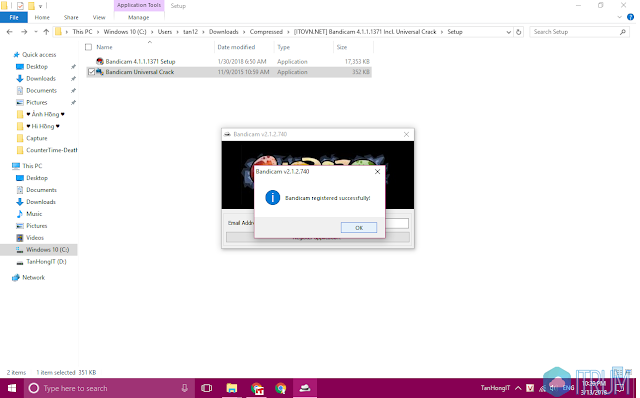 Application Tools
Setup
File
Home
Share
View
Manage
This PC > Windows 10 (C:) > Users > tan12 > Downloads > Compressed > [ITOVN.NET] Bandicam 4.1.1.1371 Incl. Universal Crack > Setup
Search Setup
Name
Date modified
Type
Size
Quick access
Desktop
Downloads
Documents
Pictures
♥ Ánh Hồng ♥
♥ Hi Hồng ♥
Capture
CounterTime-Death
This PC
Desktop
Documents
Downloads
Music
Pictures
Videos
Windows 10 (C:)
TanHongIT (D:)
Network
Bandicam 4.1.1.1371 Setup
1/30/2018 6:50 AM
Application
17,353 KB
Bandicam Universal Crack
11/9/2015 10:59 AM
Application
352 KB
Bandicam v2.1.2.740
Bandicam v2.1.2.740
Bandicam registered successfully!
OK
Email Addre
2 items
1 item selected 351 KB
Type here to search
TanHongIT
V
ENG
10:26 PM
3/13/2018
ITRUM